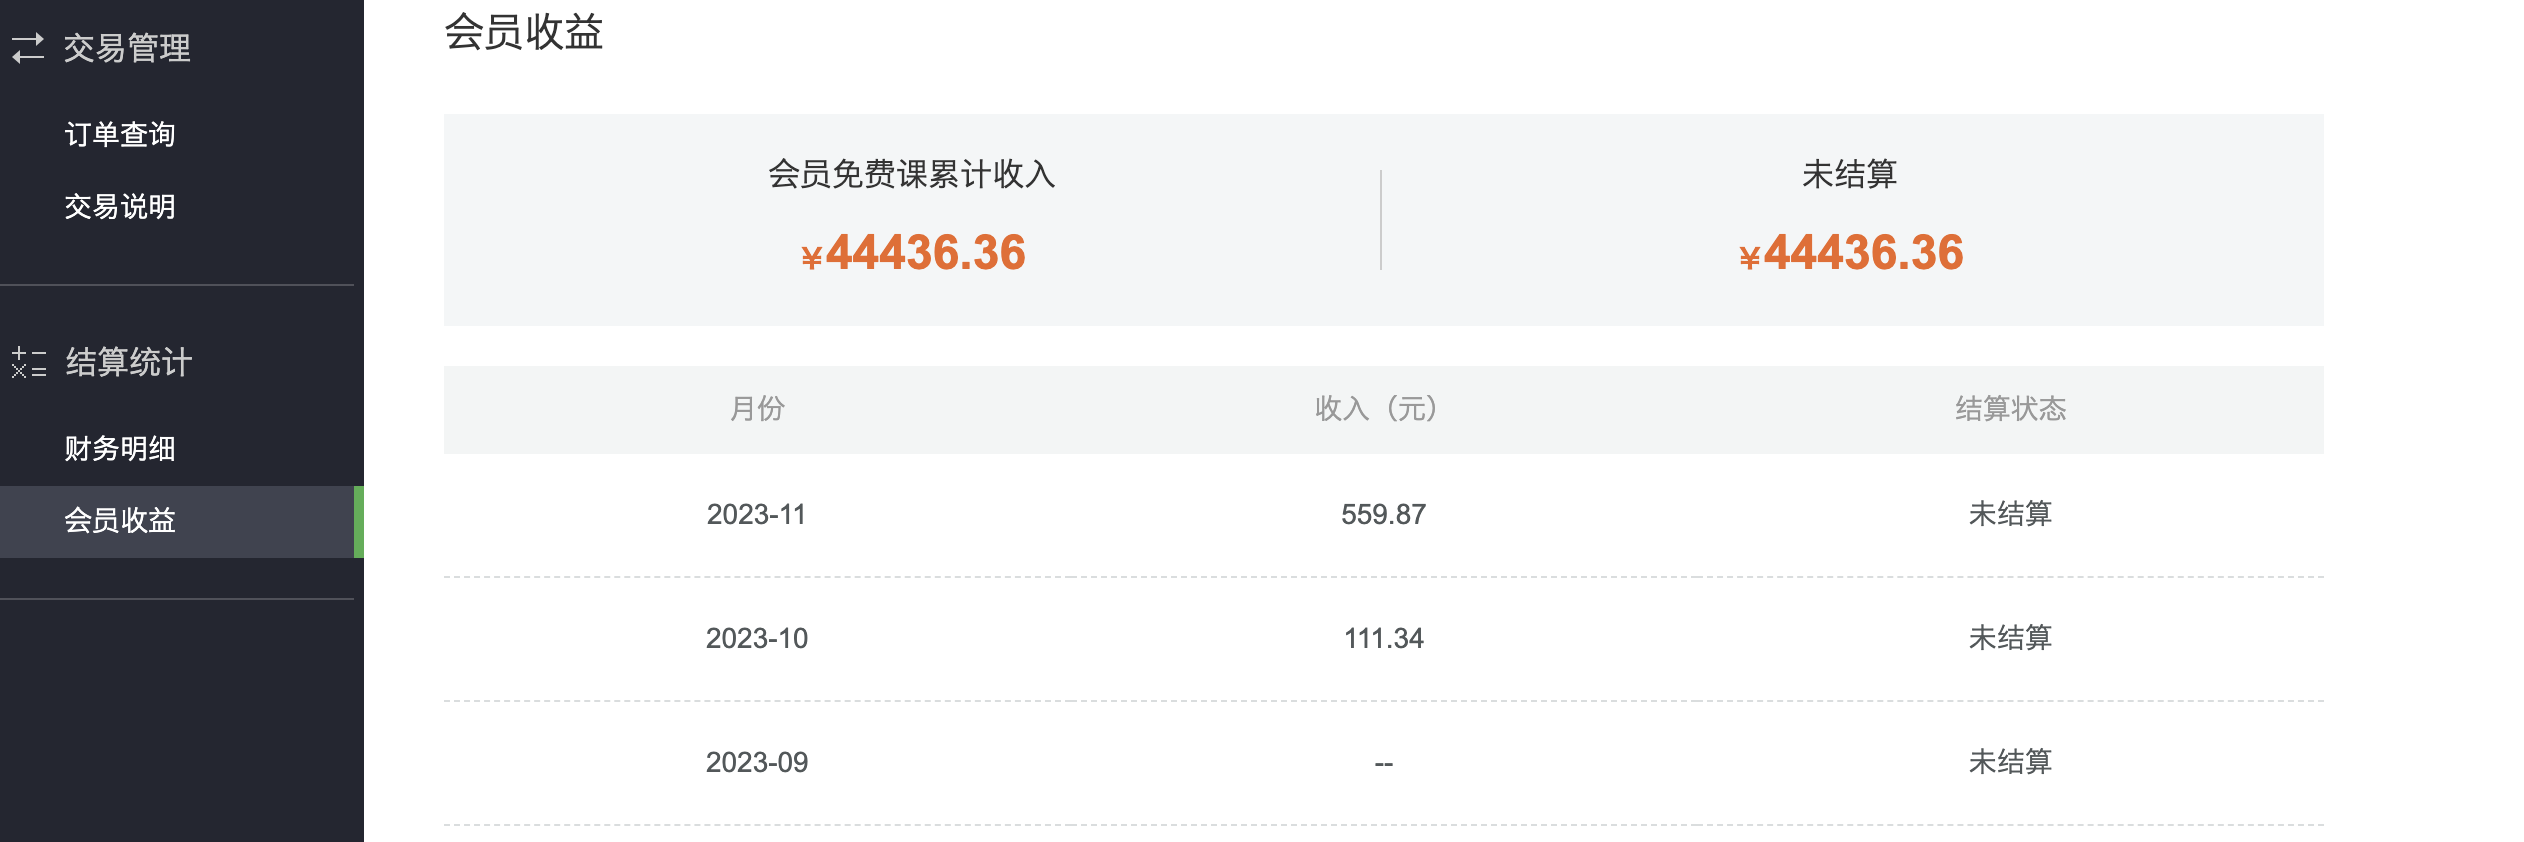 交易管理
订单查询
交易说明
结算统计
财务明细
会员收益
会员收益
会员免费课累计收入
¥44436.36
未结算
¥44436.36
月份 收入（元） 结算状态
2023-11 559.87 未结算
2023-10 111.34 未结算
2023-09 -- 未结算